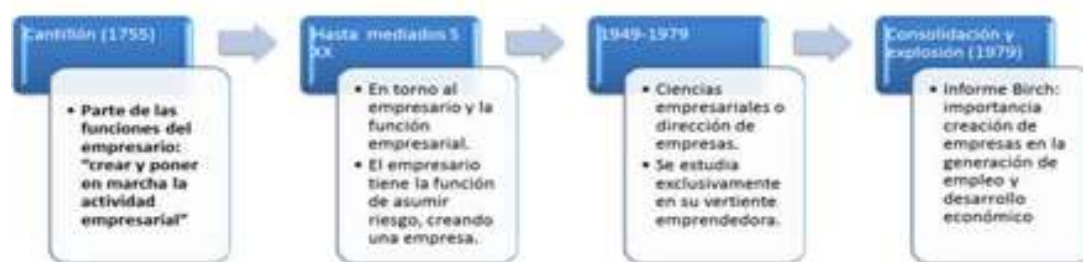 Cantillón (1755)
• Parte de las
funciones del
empresario:
"crear y poner
en marcha la
actividad
empresarial"
Hasta mediados S
XX
• En torno al
empresario y la
función
empresarial.
• El empresario
tiene la función
de asumir
riesgo, creando
una empresa.
1949-1979
• Ciencias
empresariales o
dirección de
empresas.
• Se estudia
exclusivamente
en su vertiente
emprendedora.
Consolidación y
explosión (1979)
• Informe Birch:
importancia
creación de
empresas en la
generación de
empleo y
desarrollo
económico